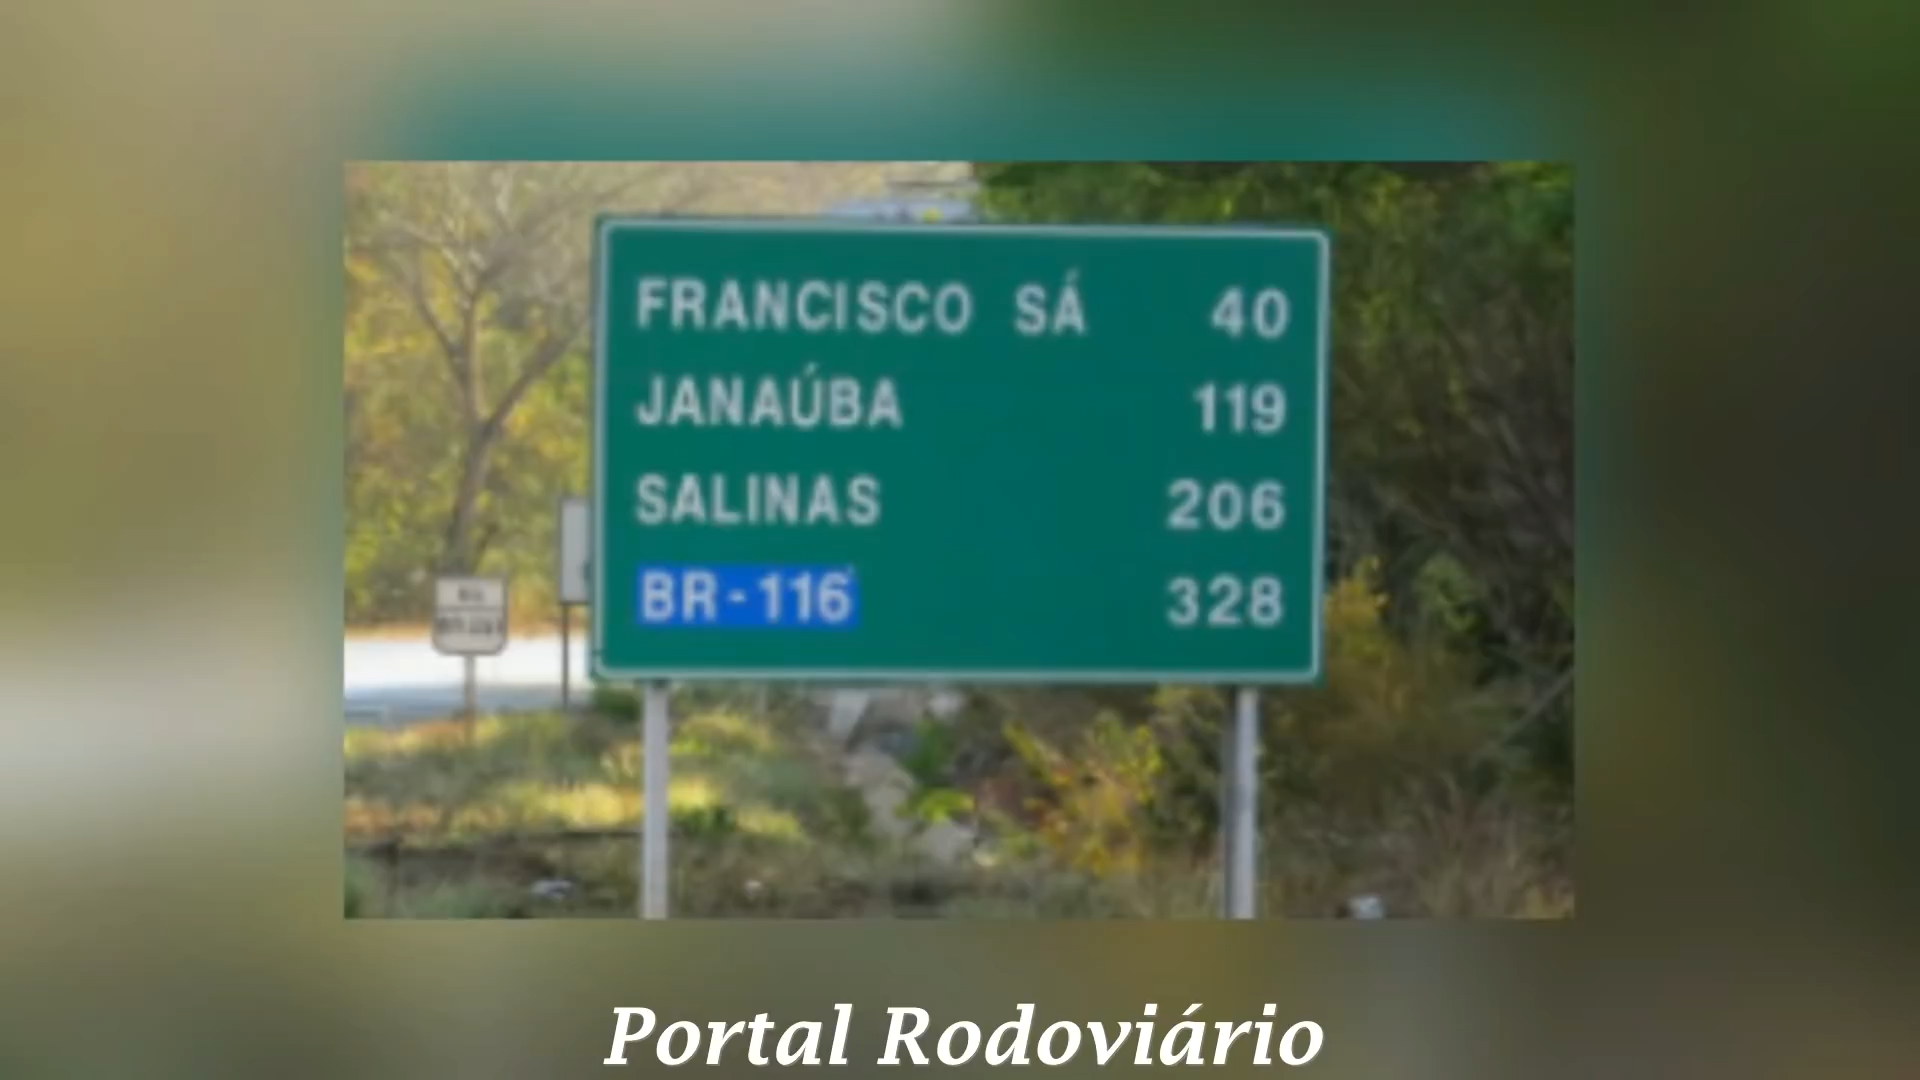 FRANCISCO SÁ 40
JANAÚBA 119
SALINAS 206
BR-116 328
Portal Rodoviário